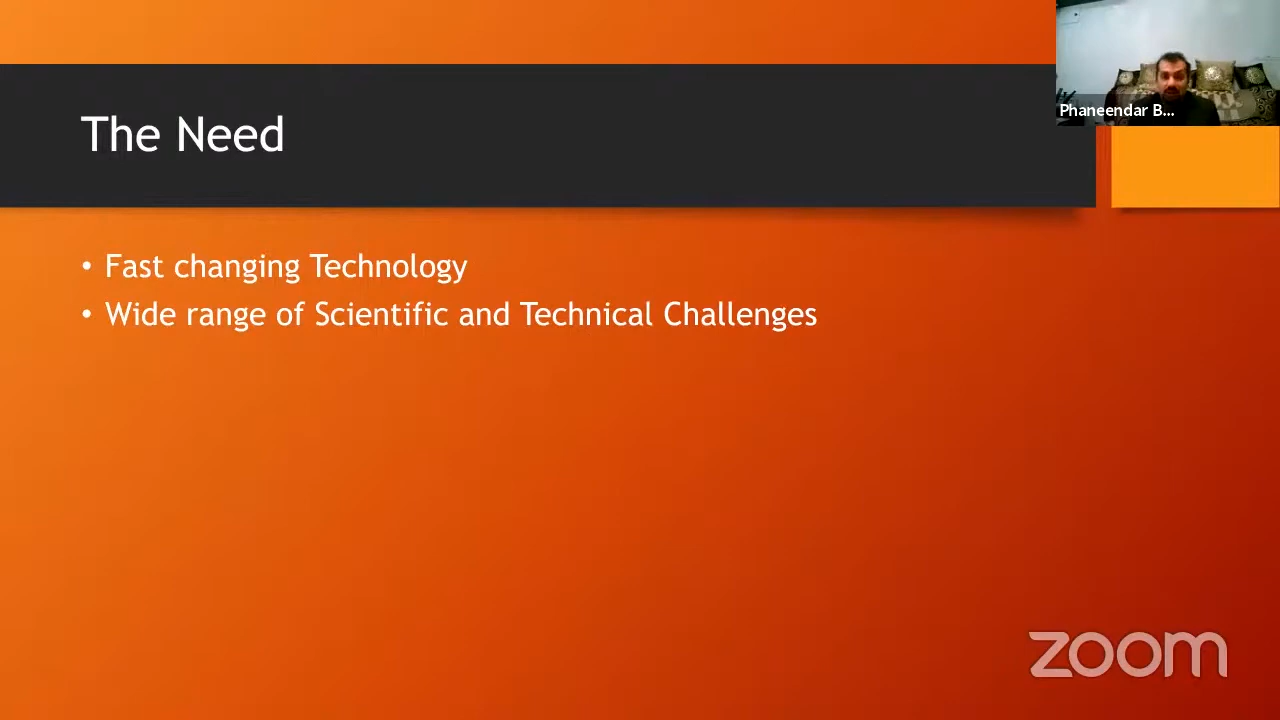 Phaneendar B...
The Need
• Fast changing Technology
• Wide range of Scientific and Technical Challenges
zoom